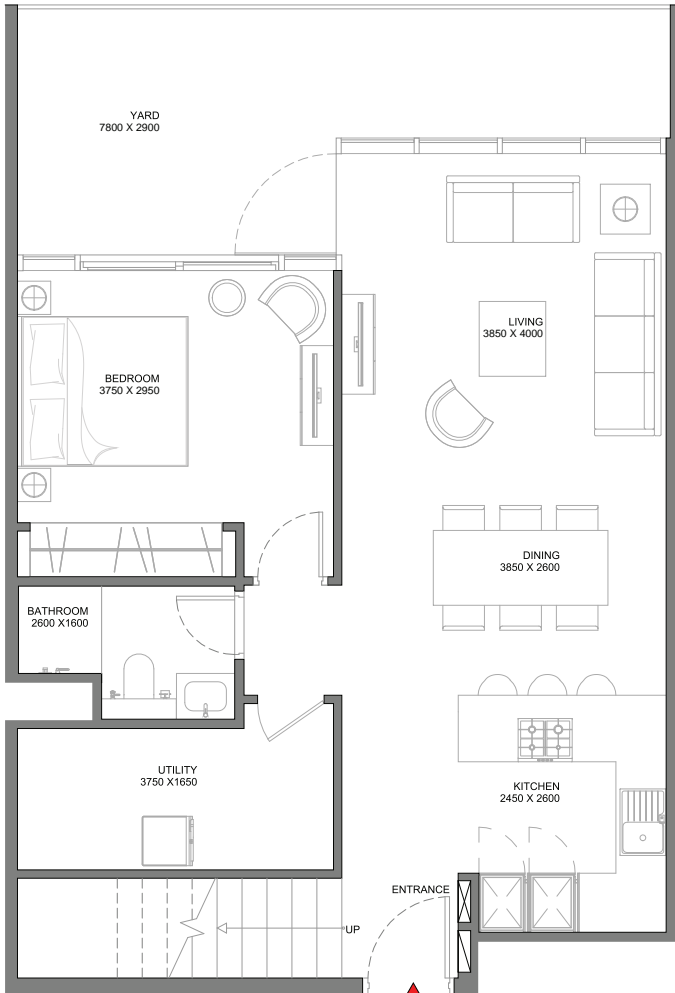 YARD
7800 X 2900
LIVING
3850 X 4000
BEDROOM
3750 X 2950
DINING
3850 X 2600
BATHROOM
2600 X1600
UTILITY
3750 X1650
KITCHEN
2450 X 2600
ENTRANCE
UP